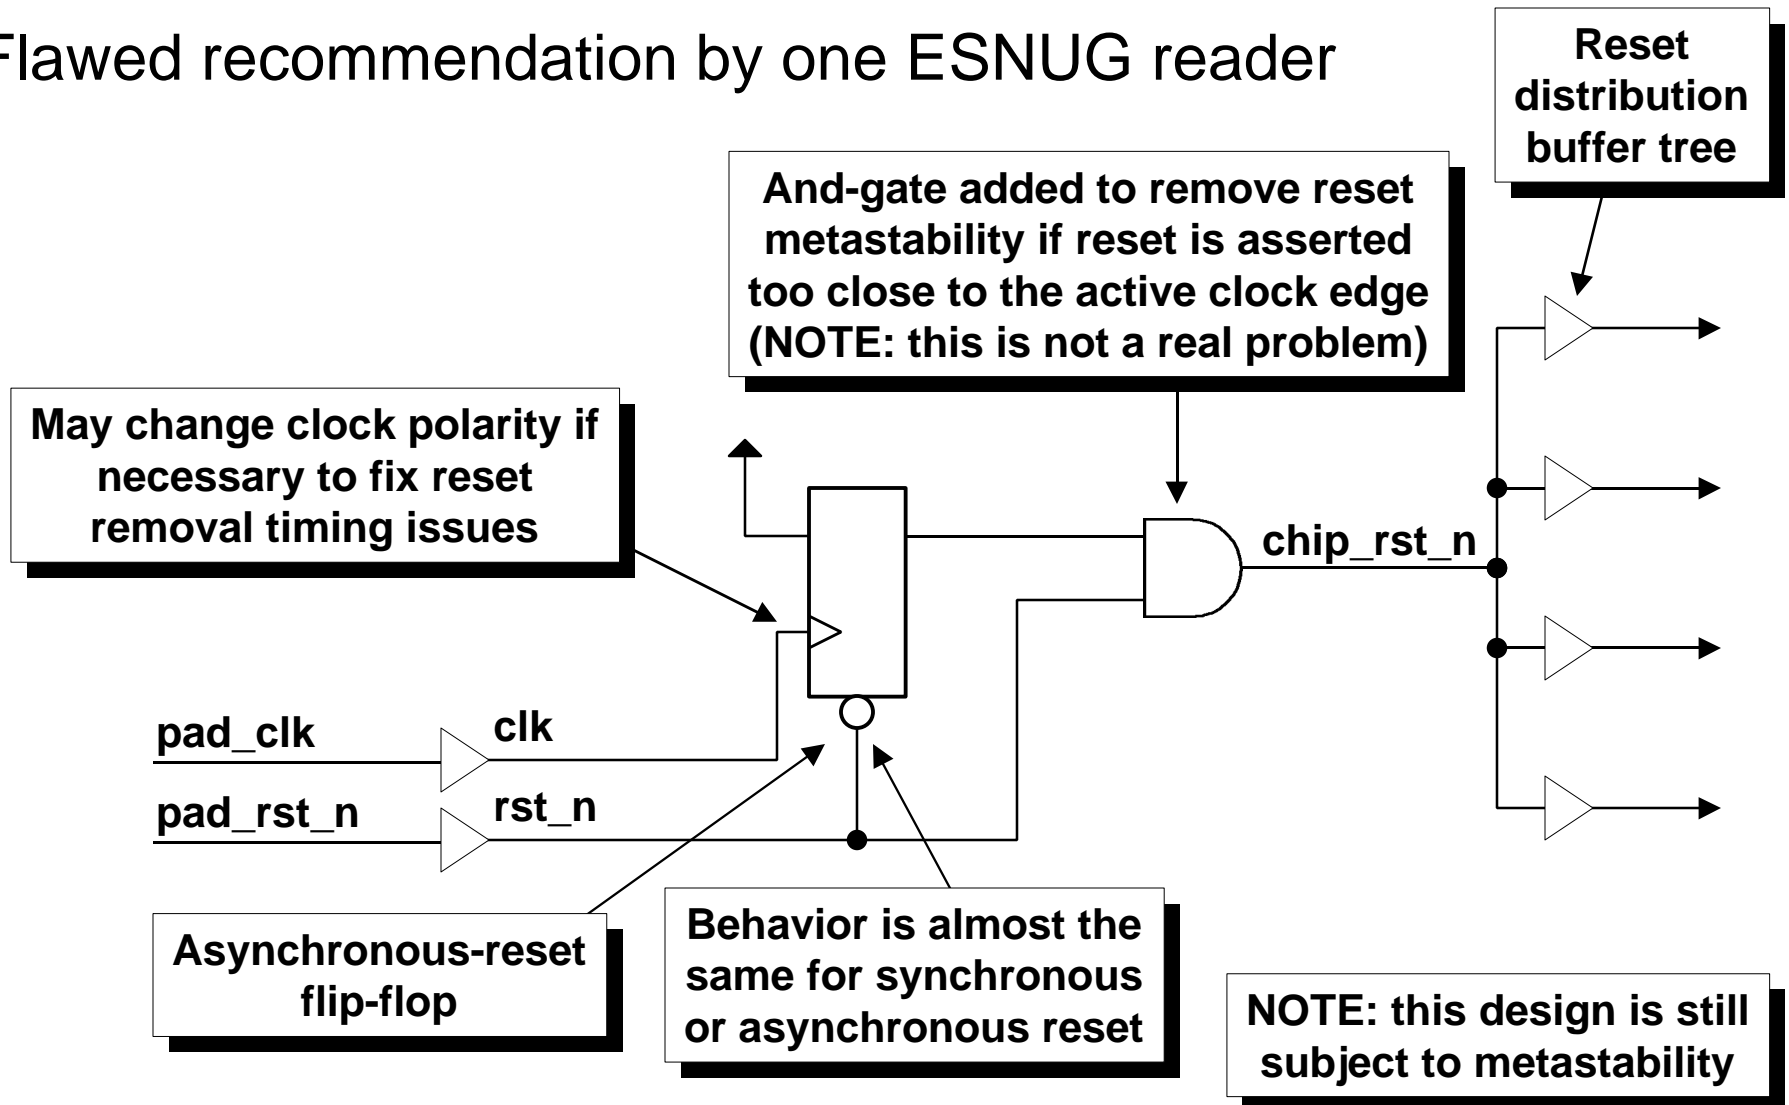 Flawed recommendation by one ESNUG reader
Reset
distribution
buffer tree
And-gate added to remove reset
metastability if reset is asserted
too close to the active clock edge
(NOTE: this is not a real problem)
May change clock polarity if
necessary to fix reset
removal timing issues
chip_rst_n
pad_clk
clk
pad_rst_n
rst_n
Asynchronous-reset
flip-flop
Behavior is almost the
same for synchronous
or asynchronous reset
NOTE: this design is still
subject to metastability